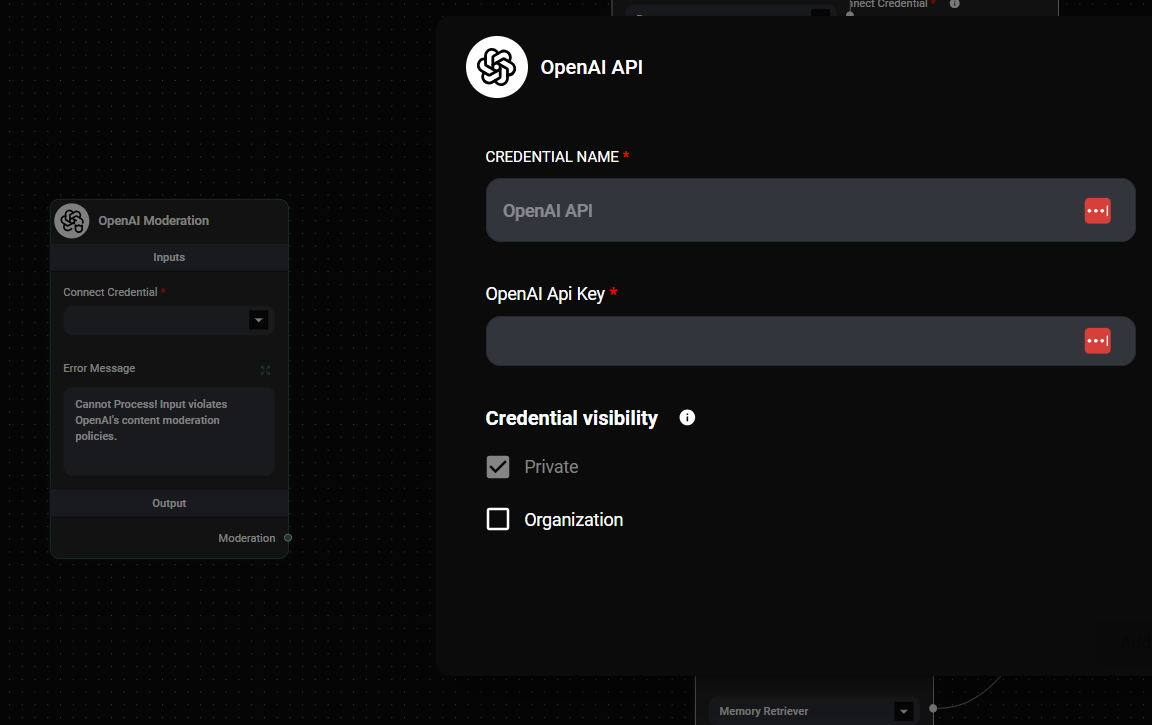 nnect Credential *
OpenAI API
CREDENTIAL NAME *
OpenAI API
OpenAI Moderation
Inputs
Connect Credential *
OpenAI Api Key *
Error Message
Cannot Process! Input violates
OpenAI's content moderation
policies.
Credential visibility
Private
Output
Organization
Moderation
Memory Retriever